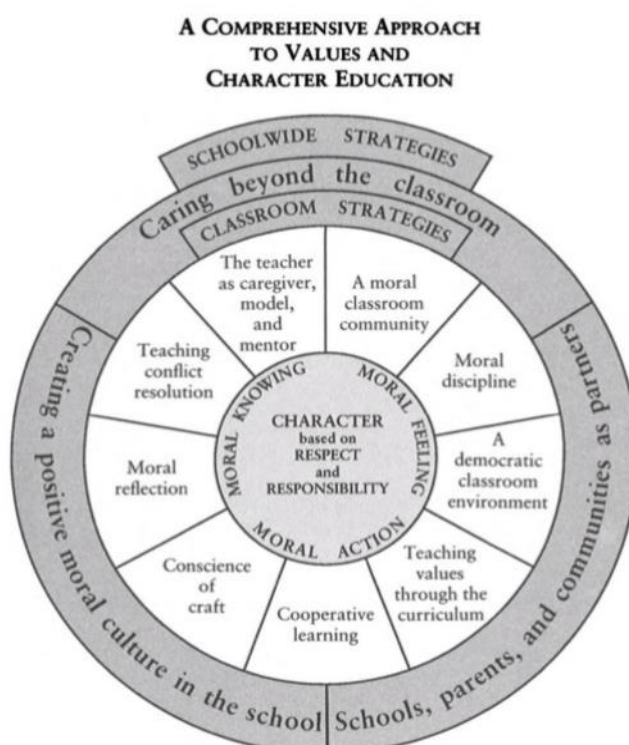 A COMPREHENSIVE APPROACH
TO VALUES AND
CHARACTER EDUCATION
SCHOOLWIDE STRATEGIES
Caring beyond the classroom
CLASSROOM STRATEGIES
The teacher
as caregiver,
model,
and
mentor
A moral
classroom
community
Moral
discipline
A
democratic
classroom
environment
Teaching
values
through the
curriculum
Cooperative
learning
Conscience
of
craft
Moral
reflection
Teaching
conflict
resolution
MORAL KNOWING
MORAL FEELING
MORAL ACTION
CHARACTER
based on
RESPECT
and
RESPONSIBILITY
Creating a positive moral culture in the school
Schools, parents, and communities as partners